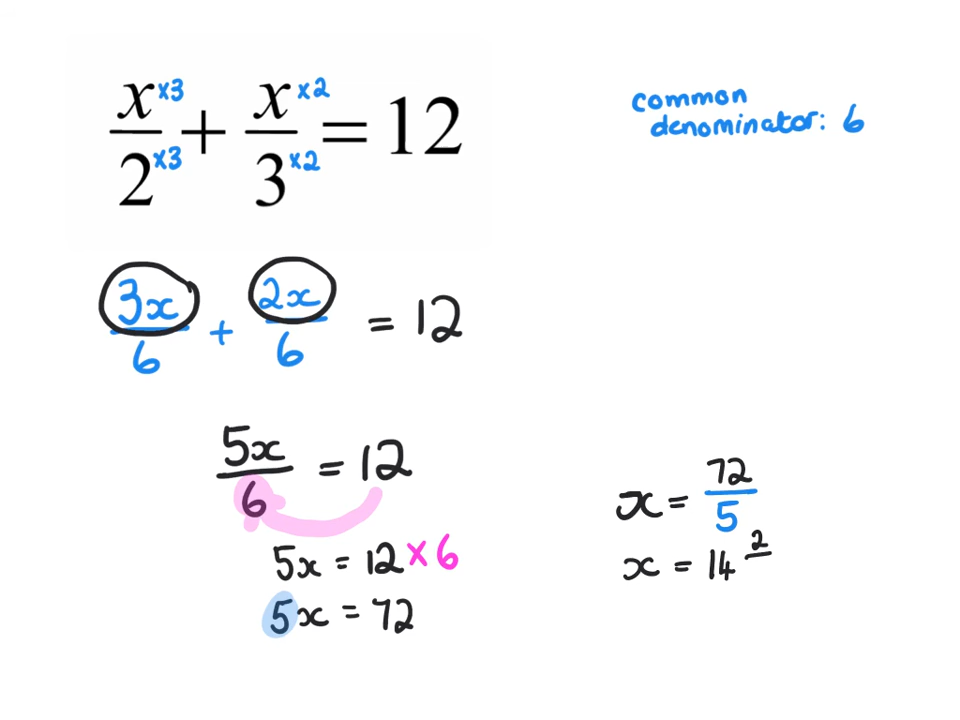 x ×3 / 2 ×3 + x ×2 / 3 ×2 = 12
common
denominator: 6
3x/6 + 2x/6 = 12
5x/6 = 12
5x = 12 × 6
5x = 72
x = 72/5
x = 14 2/